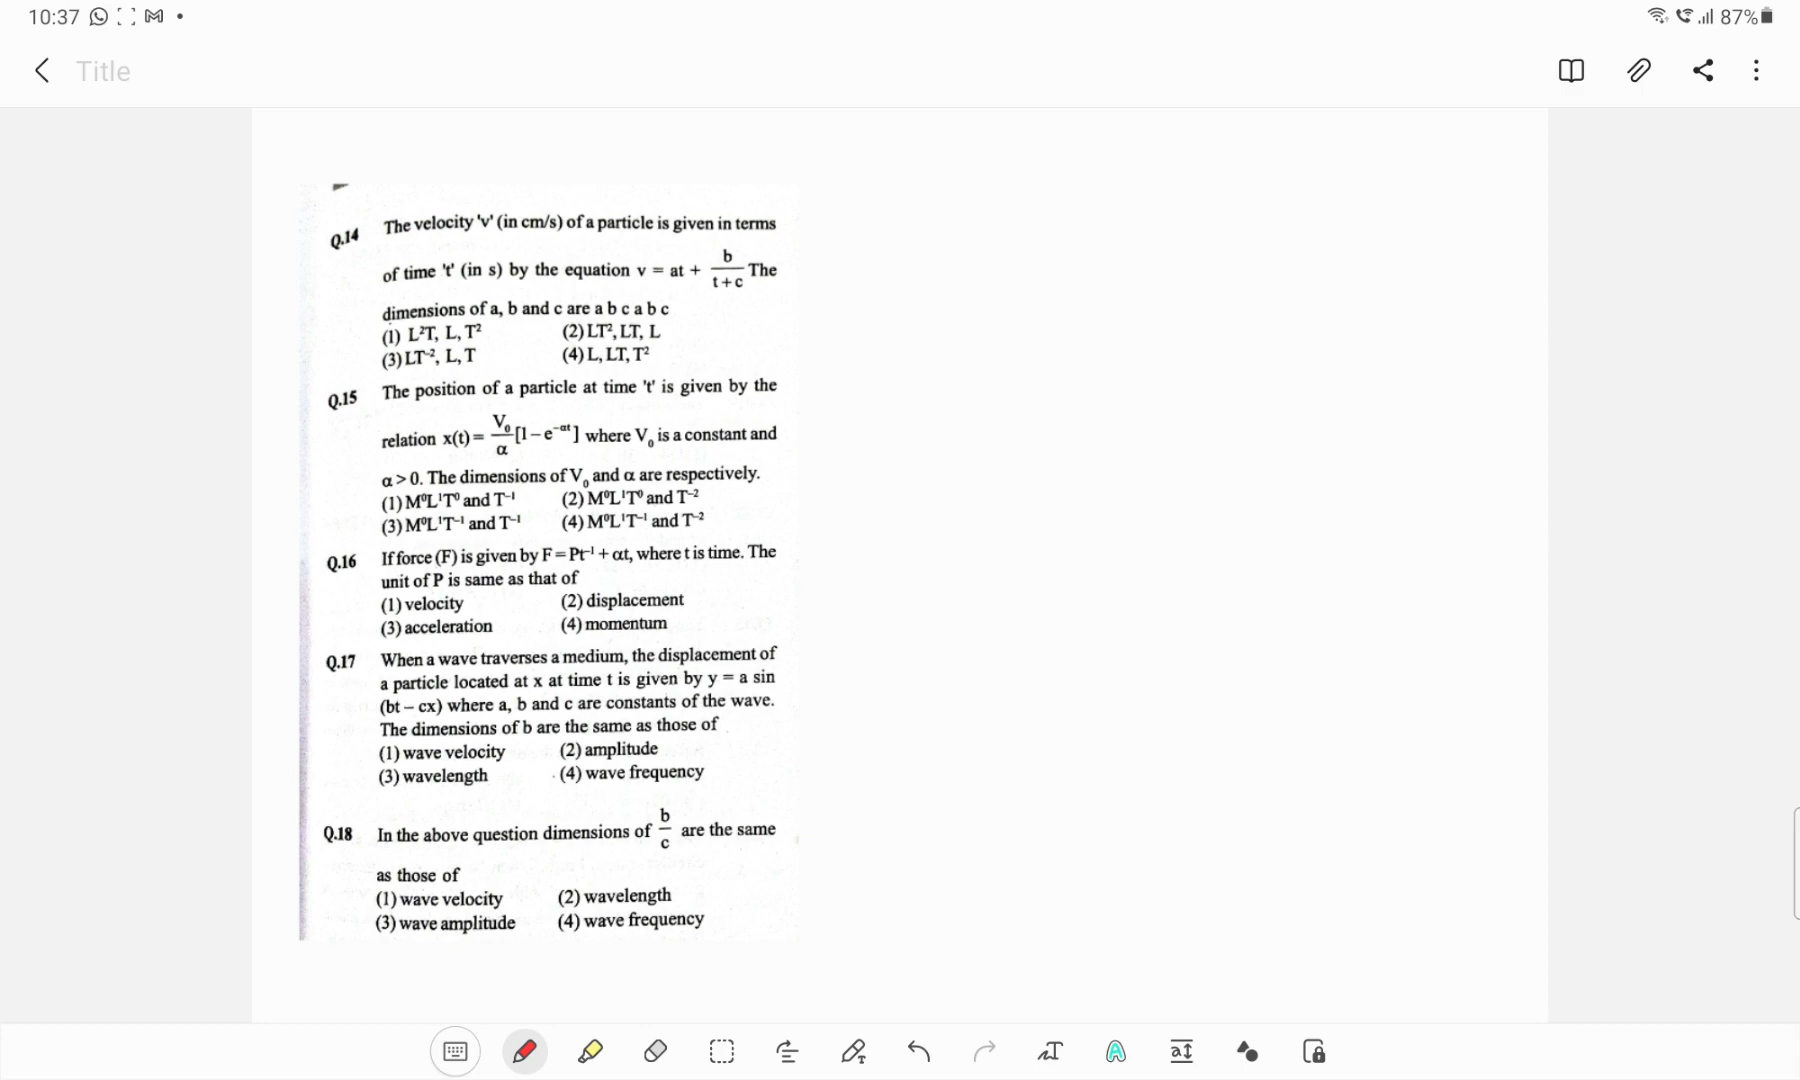 10:37
87%
Title
Q.14 The velocity 'v' (in cm/s) of a particle is given in terms
of time 't' (in s) by the equation v = at + b/(t+c) The
dimensions of a, b and c are a b c a b c
(1) L²T, L, T² (2) LT², LT, L
(3) LT⁻², L, T (4) L, LT, T²
Q.15 The position of a particle at time 't' is given by the
relation x(t) = V₀/α [1 – e^(–αt)] where V₀ is a constant and
α > 0. The dimensions of V₀ and α are respectively.
(1) M⁰L¹T⁰ and T⁻¹ (2) M⁰L¹T⁰ and T⁻²
(3) M⁰L¹T⁻¹ and T⁻¹ (4) M⁰L¹T⁻¹ and T⁻²
Q.16 If force (F) is given by F = Pt⁻¹ + αt, where t is time. The
unit of P is same as that of
(1) velocity (2) displacement
(3) acceleration (4) momentum
Q.17 When a wave traverses a medium, the displacement of
a particle located at x at time t is given by y = a sin
(bt – cx) where a, b and c are constants of the wave.
The dimensions of b are the same as those of
(1) wave velocity (2) amplitude
(3) wavelength (4) wave frequency
Q.18 In the above question dimensions of b/c are the same
as those of
(1) wave velocity (2) wavelength
(3) wave amplitude (4) wave frequency